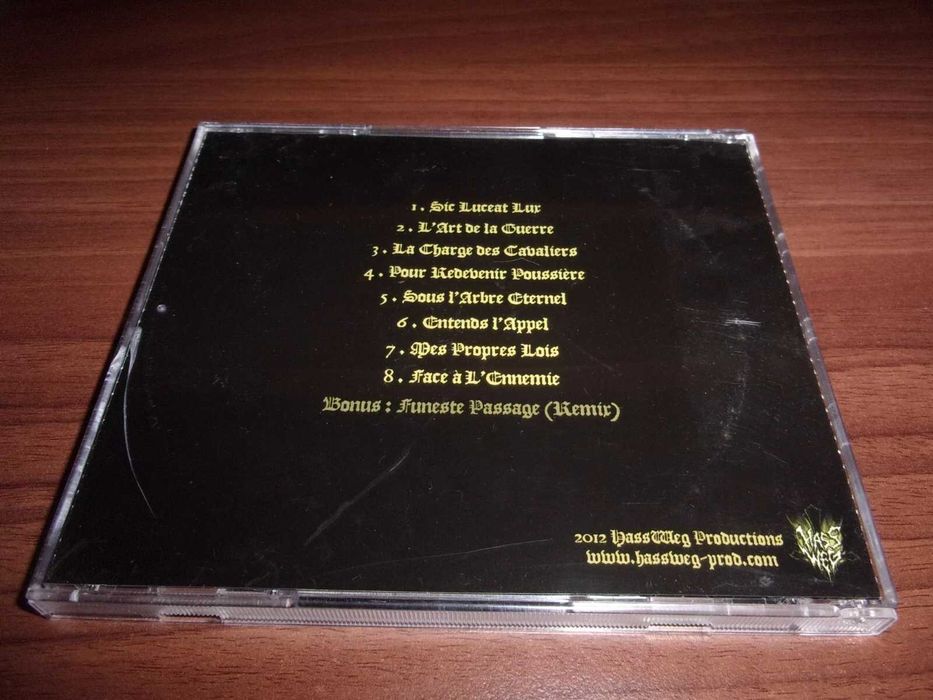 1. Sic Luceat Lux
2. L'Art de la Guerre
3. La Charge des Cavaliers
4. Pour Redevenir Poussière
5. Sous l'Arbre Eternel
6. Entends l'Appel
7. Mes Propres Lois
8. Face à L'Ennemie
Bonus : Funeste Passage (Remix)
2012 HassWeg Productions
www.hassweg-prod.com
HASS
WEG